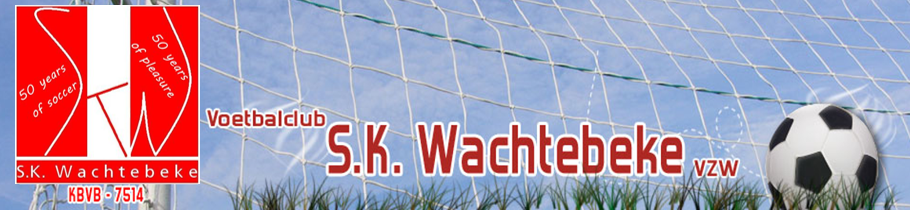 50 years
of soccer
50 years
of pleasure
S.K. Wachtebeke
KBVB - 7514
Voetbalclub
S.K. Wachtebeke vzw